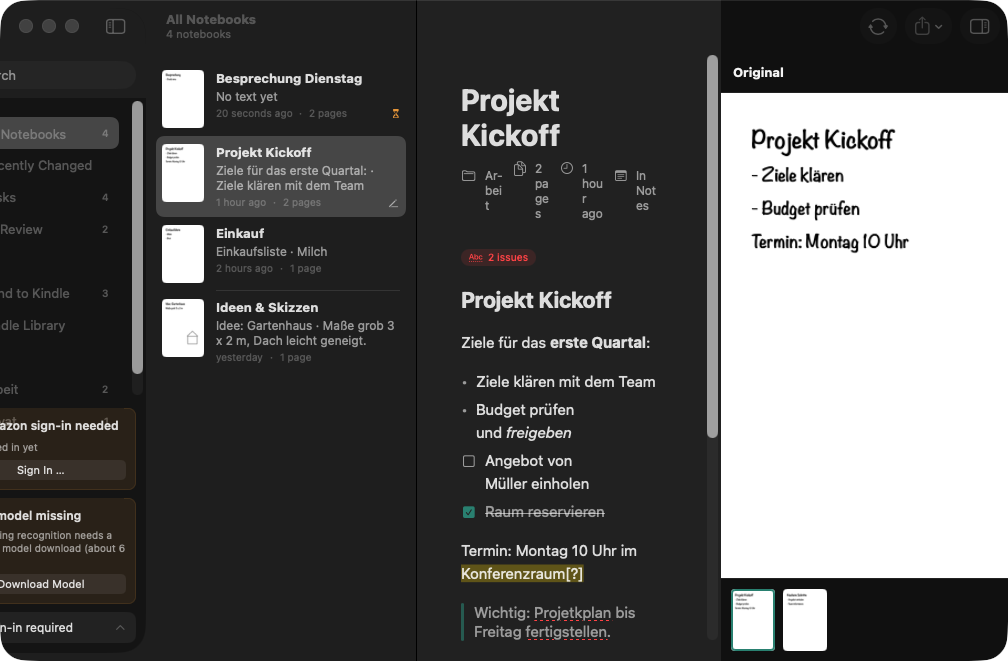 All Notebooks
4 notebooks
rch
Notebooks 4
cently Changed
sks 4
Review 2
nd to Kindle 3
dle Library
beit 2
azon sign-in needed
ed in yet
Sign In ...
model missing
ing recognition needs a
model download (about 6
Download Model
n-in required
Besprechung Dienstag
No text yet
20 seconds ago · 2 pages
Projekt Kickoff
Ziele für das erste Quartal: ·
Ziele klären mit dem Team
1 hour ago · 2 pages
Einkauf
Einkaufsliste · Milch
2 hours ago · 1 page
Ideen & Skizzen
Idee: Gartenhaus · Maße grob 3
x 2 m, Dach leicht geneigt.
yesterday · 1 page
Projekt
Kickoff
Ar-
bei
t
2
pa
ge
s
1
hou
r
ago
In
Not
es
Abc 2 issues
Projekt Kickoff
Ziele für das erste Quartal:
• Ziele klären mit dem Team
• Budget prüfen
und freigeben
Angebot von
Müller einholen
Raum reservieren
Termin: Montag 10 Uhr im
Konferenzraum[?]
Wichtig: Projetkplan bis
Freitag fertigstellen.
Original
Projekt Kickoff
- Ziele klären
- Budget prüfen
Termin: Montag 10 Uhr